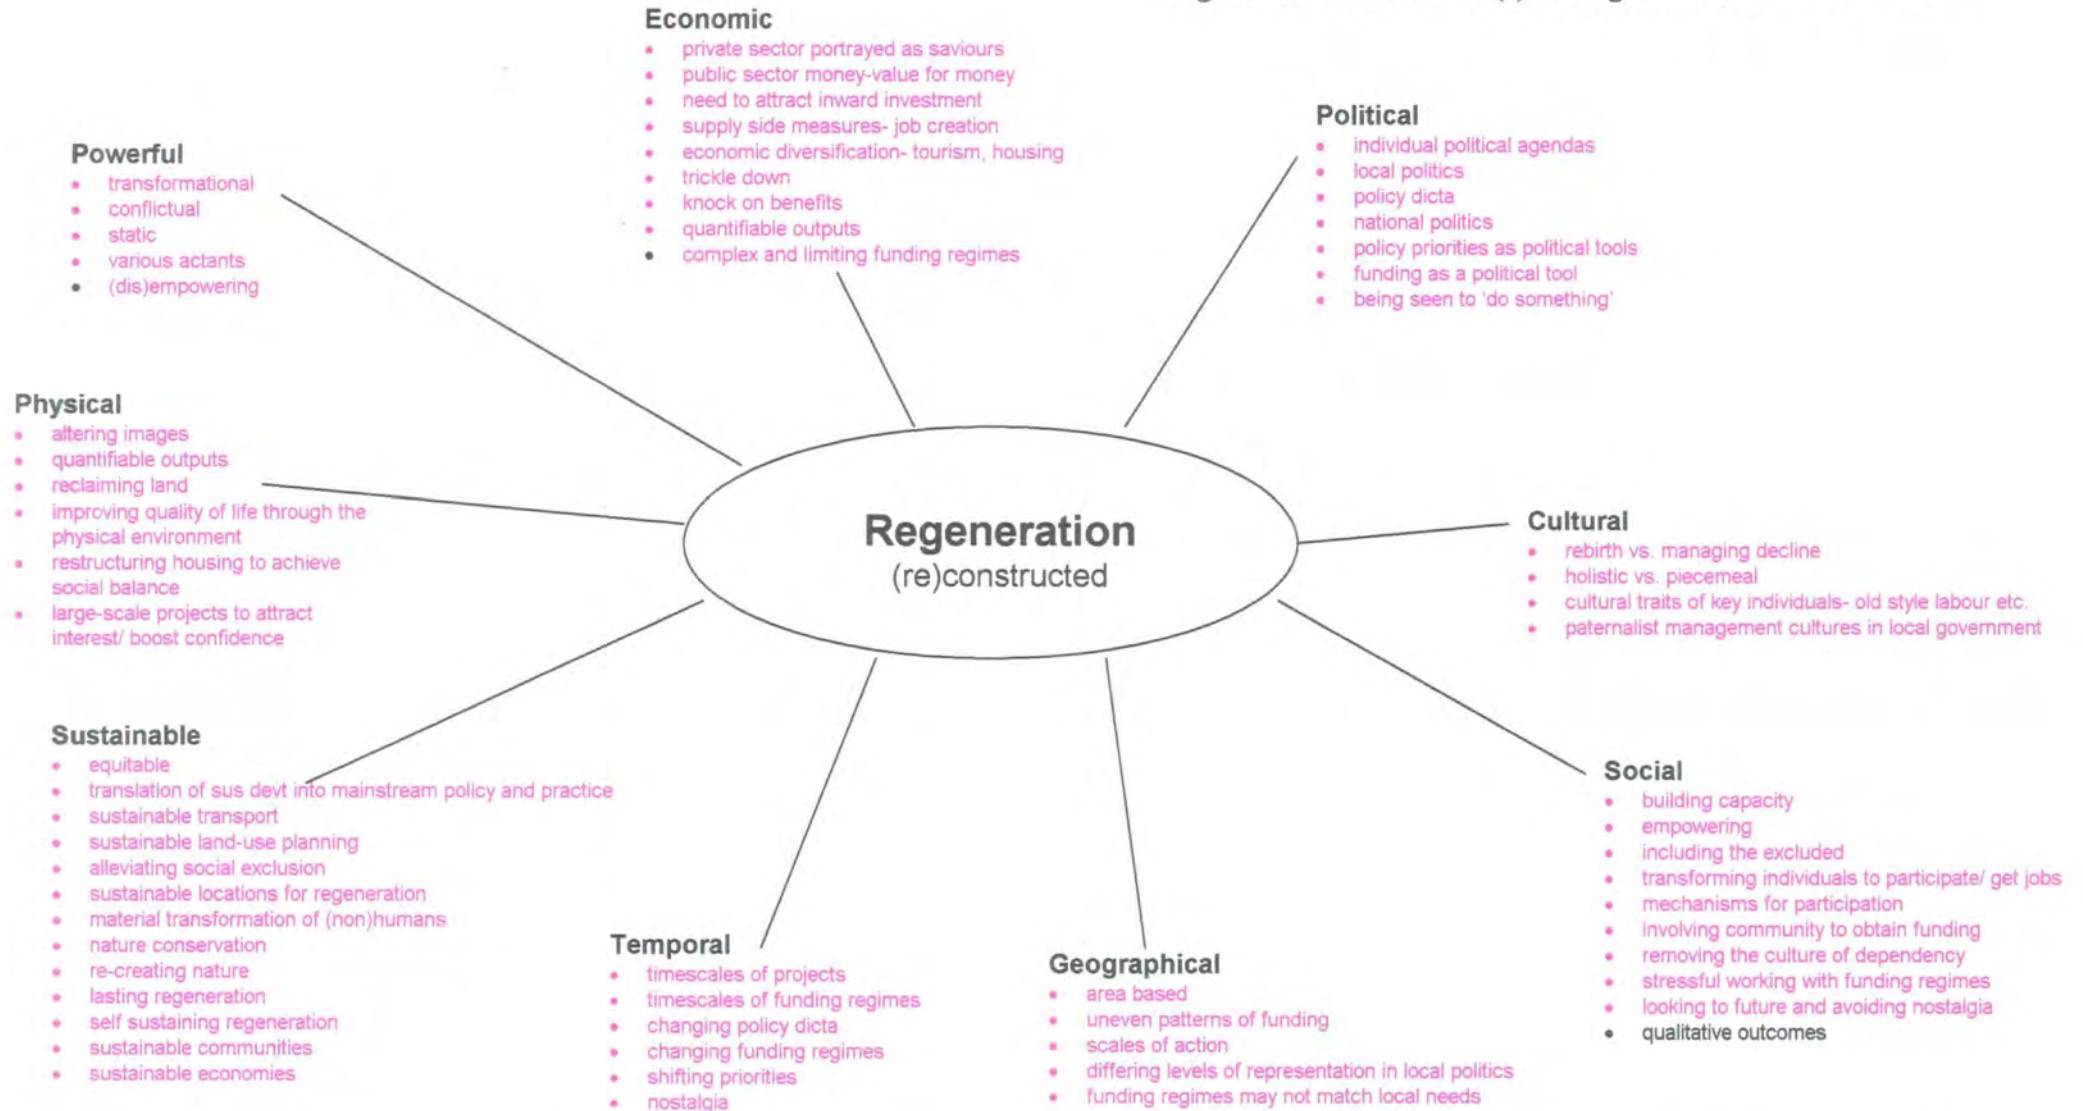 Economic
• private sector portrayed as saviours
• public sector money-value for money
• need to attract inward investment
• supply side measures- job creation
• economic diversification- tourism, housing
• trickle down
• knock on benefits
• quantifiable outputs
• complex and limiting funding regimes
Political
• individual political agendas
• local politics
• policy dicta
• national politics
• policy priorities as political tools
• funding as a political tool
• being seen to 'do something'
Powerful
• transformational
• conflictual
• static
• various actants
• (dis)empowering
Physical
• altering images
• quantifiable outputs
• reclaiming land
• improving quality of life through the
physical environment
• restructuring housing to achieve
social balance
• large-scale projects to attract
interest/ boost confidence
Regeneration
(re)constructed
Cultural
• rebirth vs. managing decline
• holistic vs. piecemeal
• cultural traits of key individuals- old style labour etc.
• paternalist management cultures in local government
Sustainable
• equitable
• translation of sus devt into mainstream policy and practice
• sustainable transport
• sustainable land-use planning
• alleviating social exclusion
• sustainable locations for regeneration
• material transformation of (non)humans
• nature conservation
• re-creating nature
• lasting regeneration
• self sustaining regeneration
• sustainable communities
• sustainable economies
Temporal
• timescales of projects
• timescales of funding regimes
• changing policy dicta
• changing funding regimes
• shifting priorities
• nostalgia
Geographical
• area based
• uneven patterns of funding
• scales of action
• differing levels of representation in local politics
• funding regimes may not match local needs
Social
• building capacity
• empowering
• including the excluded
• transforming individuals to participate/ get jobs
• mechanisms for participation
• involving community to obtain funding
• removing the culture of dependency
• stressful working with funding regimes
• looking to future and avoiding nostalgia
• qualitative outcomes